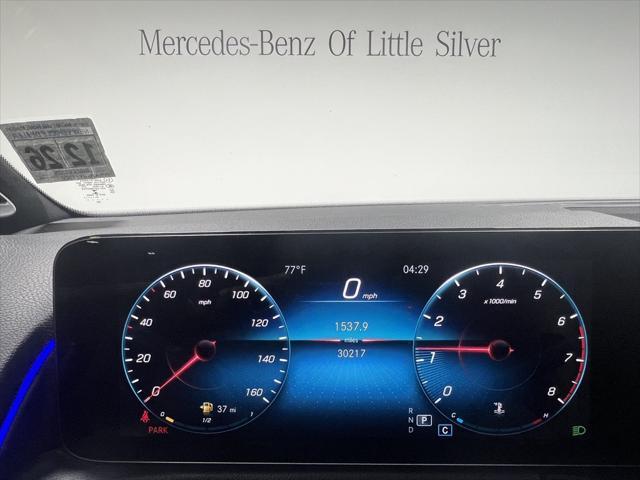 Mercedes-Benz Of Little Silver
12 26
77°F
04:29
0 mph
1537.9
miles
30217
0 20 40 60 80 100 120 140 160
mph
37 mi
0 1/2 1
PARK
0 1 2 3 4 5 6 7 8
x1000/min
C H
R
N P
D C